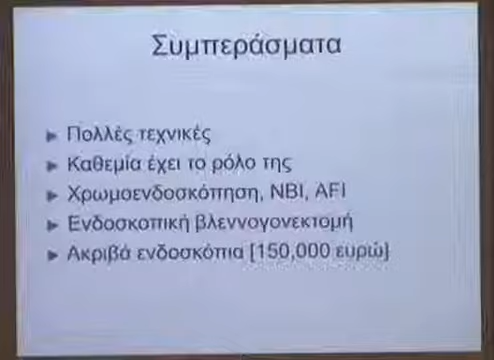 Συμπεράσματα
Πολλές τεχνικές
Καθεμία έχει το ρόλο της
Χρωμοενδοσκόπηση, NBI, AFI
Ενδοσκοπική βλεννογονεκτομή
Ακριβά ενδοσκόπια [150,000 ευρώ]